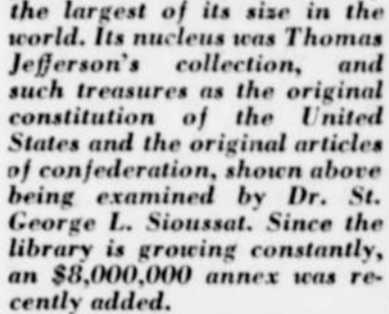 the largest of its size in the
world. Its nucleus was Thomas
Jefferson's collection, and
such treasures as the original
constitution of the United
States and the original articles
of confederation, shown above
being examined by Dr. St.
George L. Sioussat. Since the
library is growing constantly,
an $8,000,000 annex was re-
cently added.